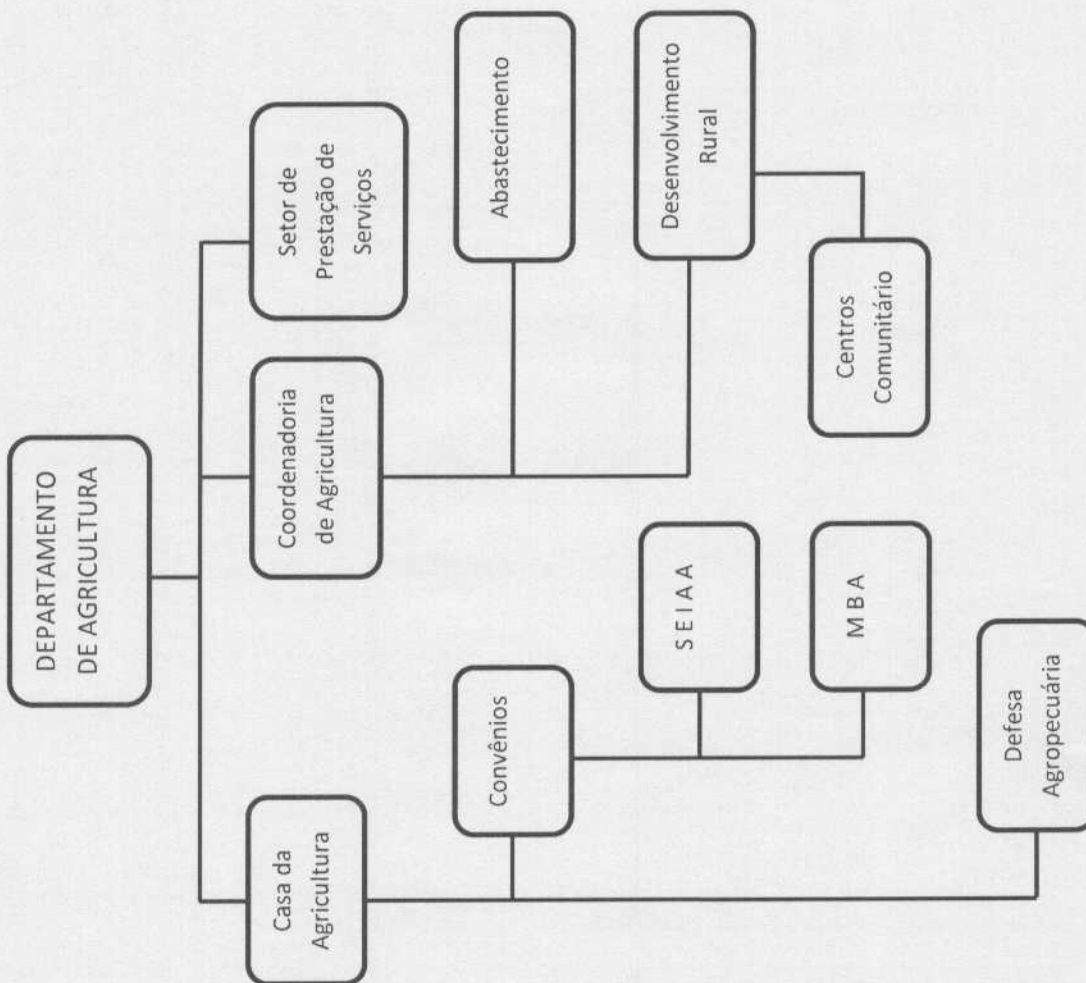 DEPARTAMENTO
DE AGRICULTURA
Casa da
Agricultura
Coordenadoria
de Agricultura
Setor de
Prestação de
Serviços
Convênios
Abastecimento
S E I A A
Desenvolvimento
Rural
M B A
Centros
Comunitário
Defesa
Agropecuária